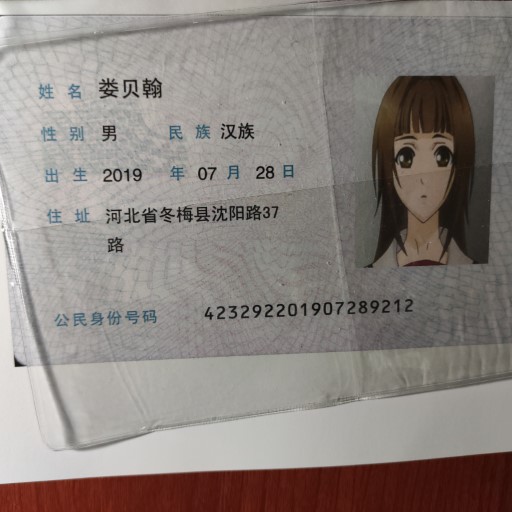 姓名 娄贝翰
性别 男 民族 汉族
出生 2019 年 07 月 28 日
住址 河北省冬梅县沈阳路37
路
公民身份号码 423292201907289212